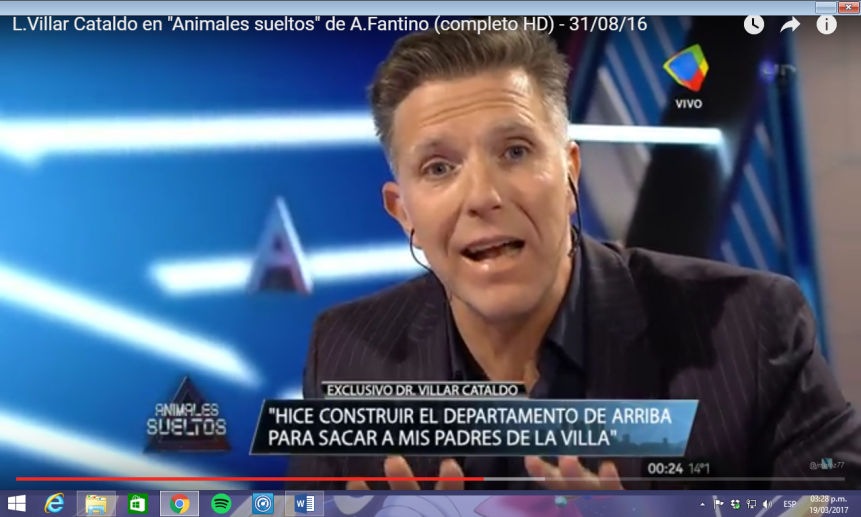 L.Villar Cataldo en "Animales sueltos" de A.Fantino (completo HD) - 31/08/16
VIVO
A
EXCLUSIVO DR. VILLAR CATALDO
ANIMALES
SUELTOS
"HICE CONSTRUIR EL DEPARTAMENTO DE ARRIBA
PARA SACAR A MIS PADRES DE LA VILLA"
00:24 14°1
ESP
03:28 p.m.
19/03/2017